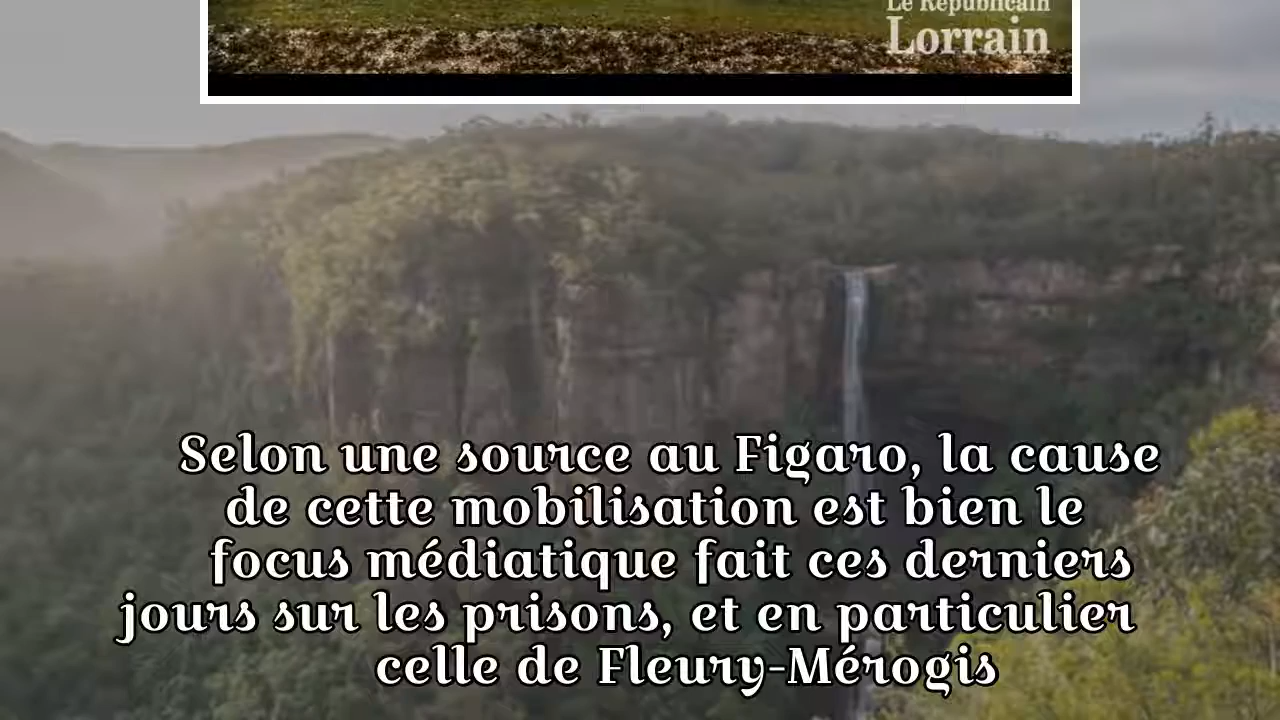 Le Républicain
Lorrain
Selon une source au Figaro, la cause
de cette mobilisation est bien le
focus médiatique fait ces derniers
jours sur les prisons, et en particulier
celle de Fleury-Mérogis